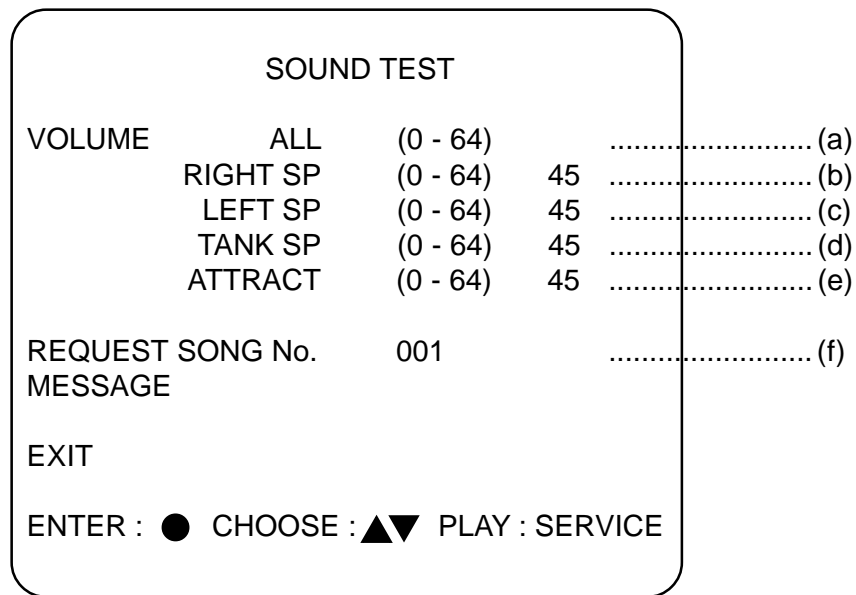 SOUND TEST
VOLUME ALL (0 - 64) ......................... (a)
RIGHT SP (0 - 64) 45 ......................... (b)
LEFT SP (0 - 64) 45 ......................... (c)
TANK SP (0 - 64) 45 ......................... (d)
ATTRACT (0 - 64) 45 ......................... (e)
REQUEST SONG No. 001 ......................... (f)
MESSAGE
EXIT
ENTER : ● CHOOSE : ▲▼ PLAY : SERVICE